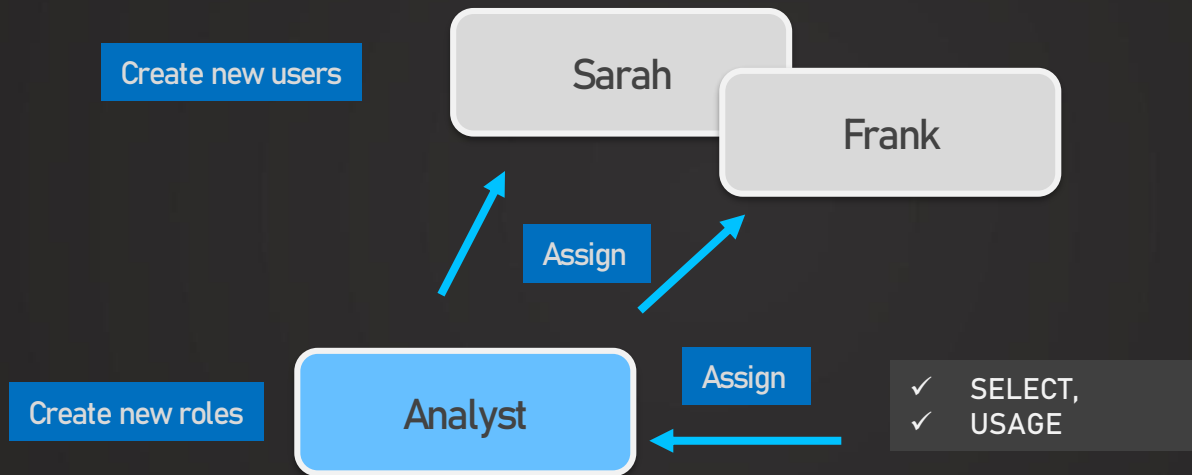 Sarah
Create new users
Frank
Assign
Assign
SELECT,
Create new roles
Analyst
USAGE